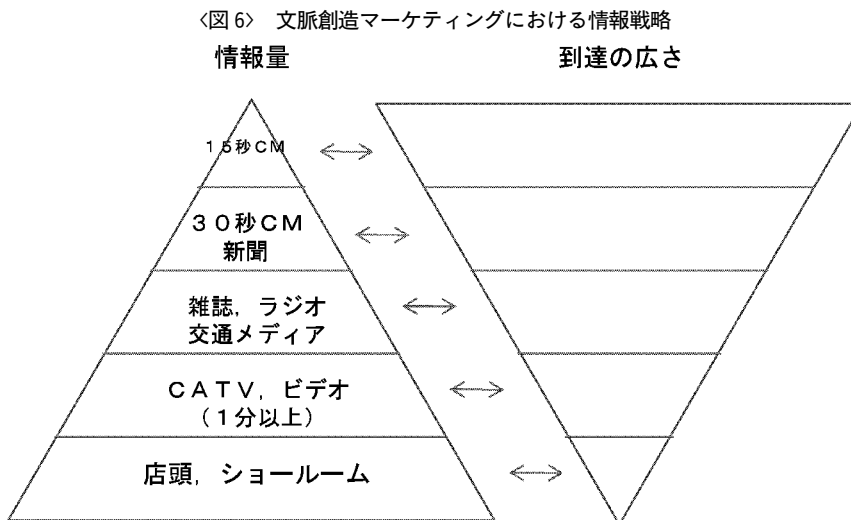 〈図6〉 文脈創造マーケティングにおける情報戦略
情報量
到達の広さ
15秒CM
30秒CM
新聞
雑誌，ラジオ
交通メディア
CATV，ビデオ
（1分以上）
店頭，ショールーム